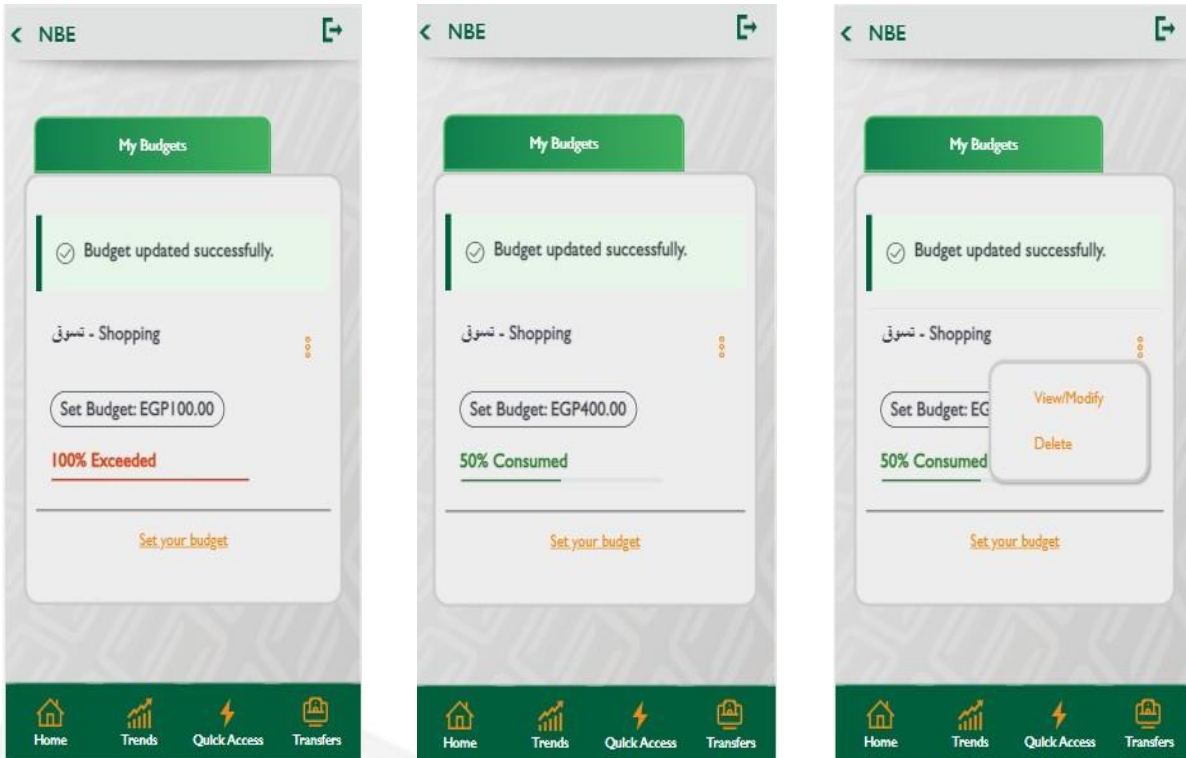 NBE
My Budgets
Budget updated successfully.
تسوق - Shopping
Set Budget: EGP100.00
100% Exceeded
Set your budget
Home Trends Quick Access Transfers
NBE
My Budgets
Budget updated successfully.
تسوق - Shopping
Set Budget: EGP400.00
50% Consumed
Set your budget
Home Trends Quick Access Transfers
NBE
My Budgets
Budget updated successfully.
تسوق - Shopping
Set Budget: EG
View/Modify
Delete
50% Consumed
Set your budget
Home Trends Quick Access Transfers